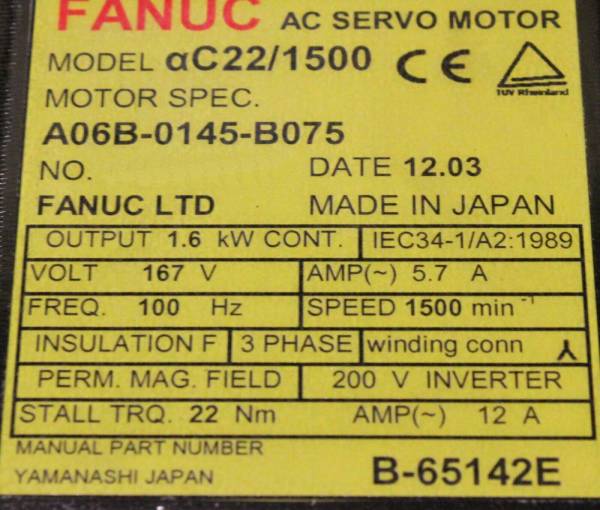 FANUC AC SERVO MOTOR
MODEL αC22/1500 CE
TUV Rheinland
MOTOR SPEC.
A06B-0145-B075
NO. DATE 12.03
FANUC LTD MADE IN JAPAN
OUTPUT 1.6 kW CONT. IEC34-1/A2:1989
VOLT 167 V AMP(~) 5.7 A
FREQ. 100 Hz SPEED 1500 min⁻¹
INSULATION F 3 PHASE winding conn
PERM. MAG. FIELD 200 V INVERTER
STALL TRQ. 22 Nm AMP(~) 12 A
MANUAL PART NUMBER
YAMANASHI JAPAN B-65142E